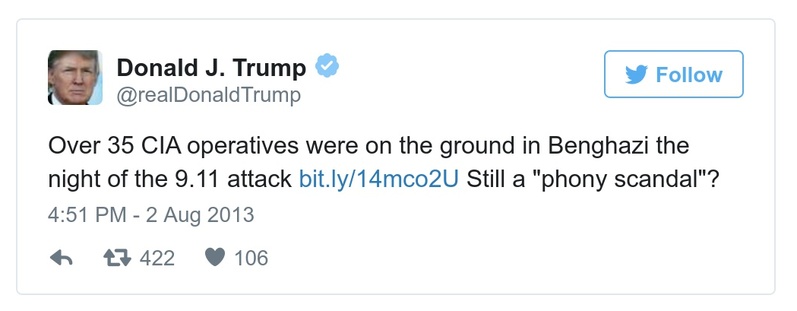 Donald J. Trump
@realDonaldTrump
Follow
Over 35 CIA operatives were on the ground in Benghazi the
night of the 9.11 attack bit.ly/14mco2U Still a "phony scandal"?
4:51 PM - 2 Aug 2013
422 106